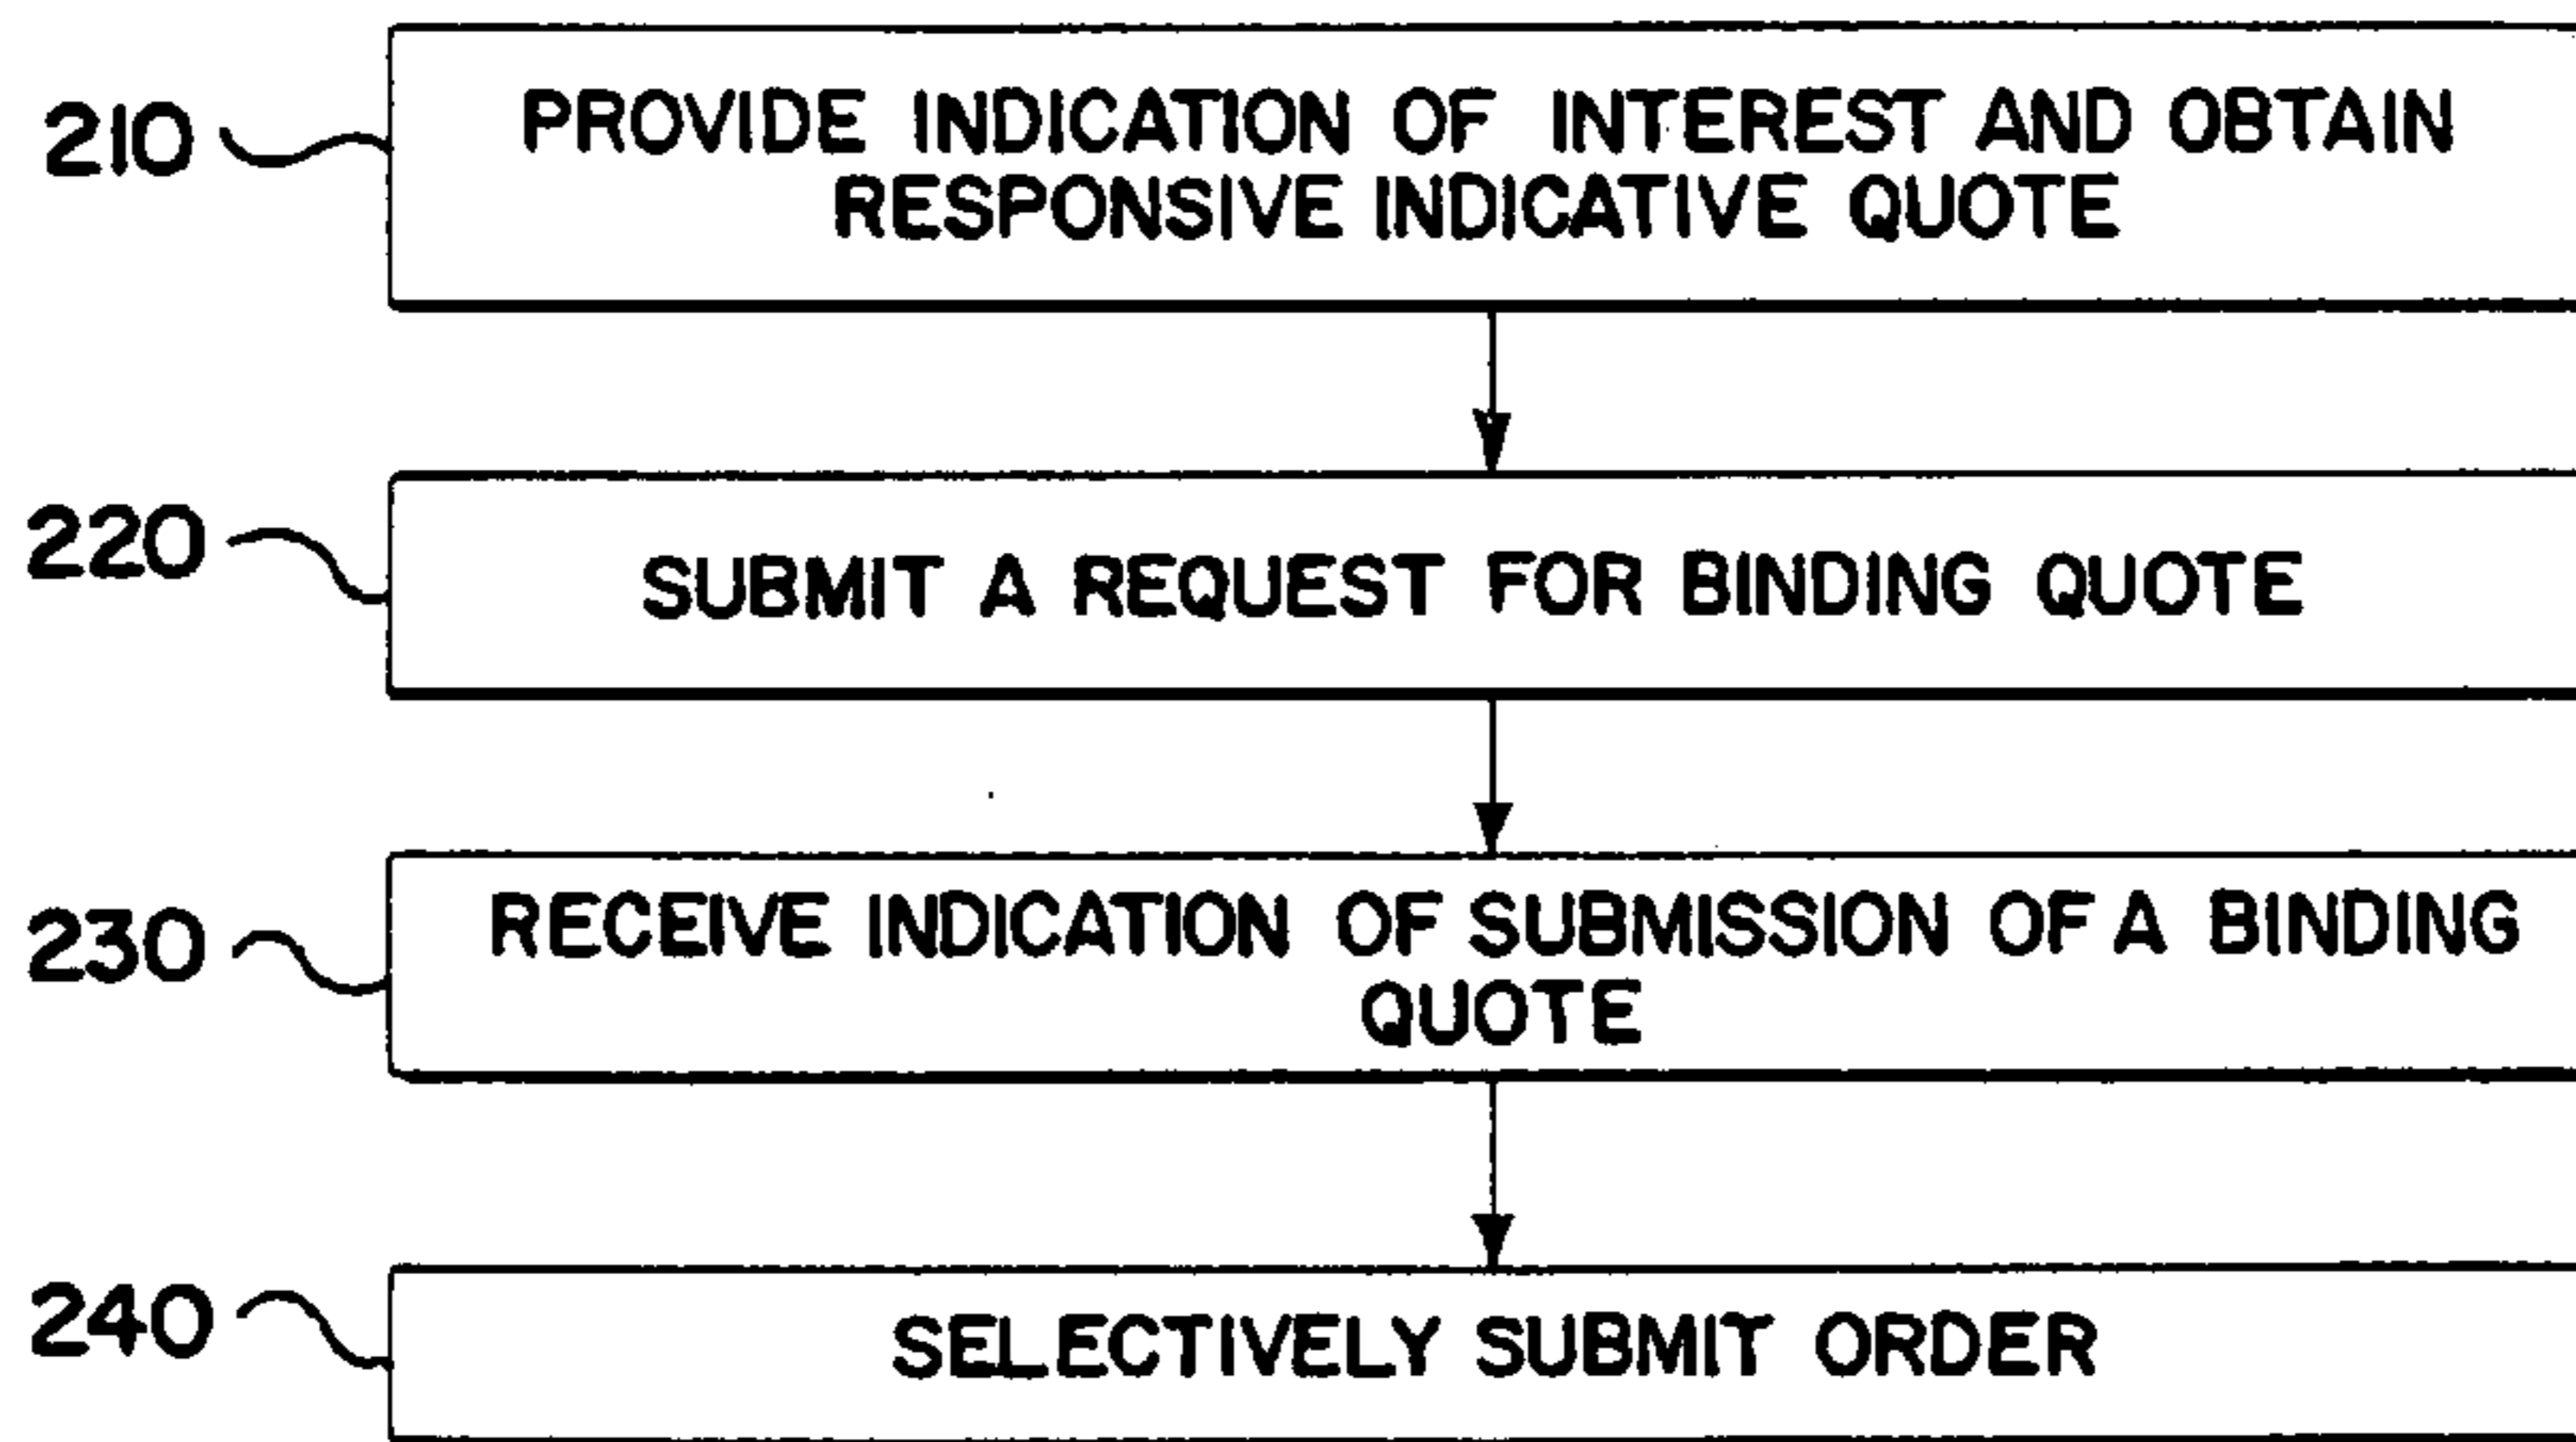 210
PROVIDE INDICATION OF INTEREST AND OBTAIN
RESPONSIVE INDICATIVE QUOTE
220
SUBMIT A REQUEST FOR BINDING QUOTE
230
RECEIVE INDICATION OF SUBMISSION OF A BINDING
QUOTE
240
SELECTIVELY SUBMIT ORDER